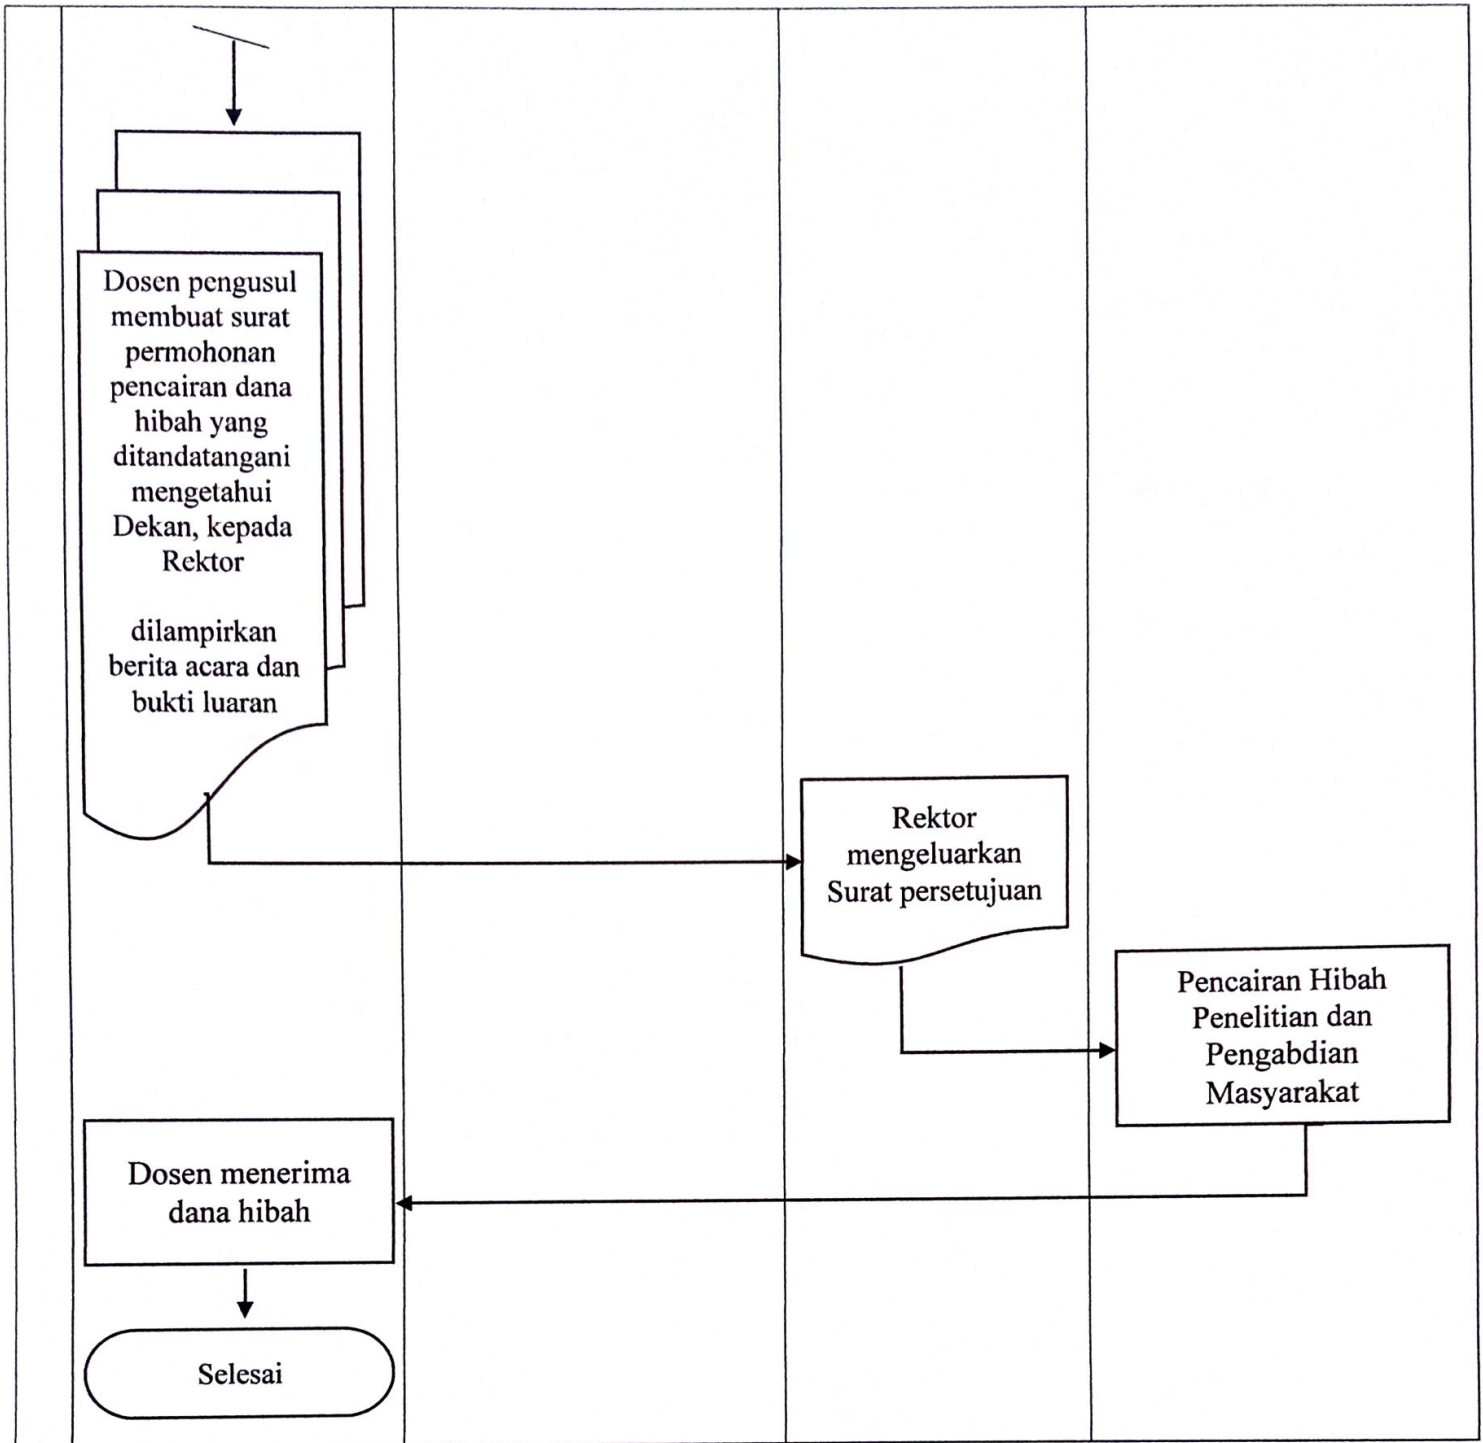 Dosen pengusul
membuat surat
permohonan
pencairan dana
hibah yang
ditandatangani
mengetahui
Dekan, kepada
Rektor
dilampirkan
berita acara dan
bukti luaran
Rektor
mengeluarkan
Surat persetujuan
Pencairan Hibah
Penelitian dan
Pengabdian
Masyarakat
Dosen menerima
dana hibah
Selesai